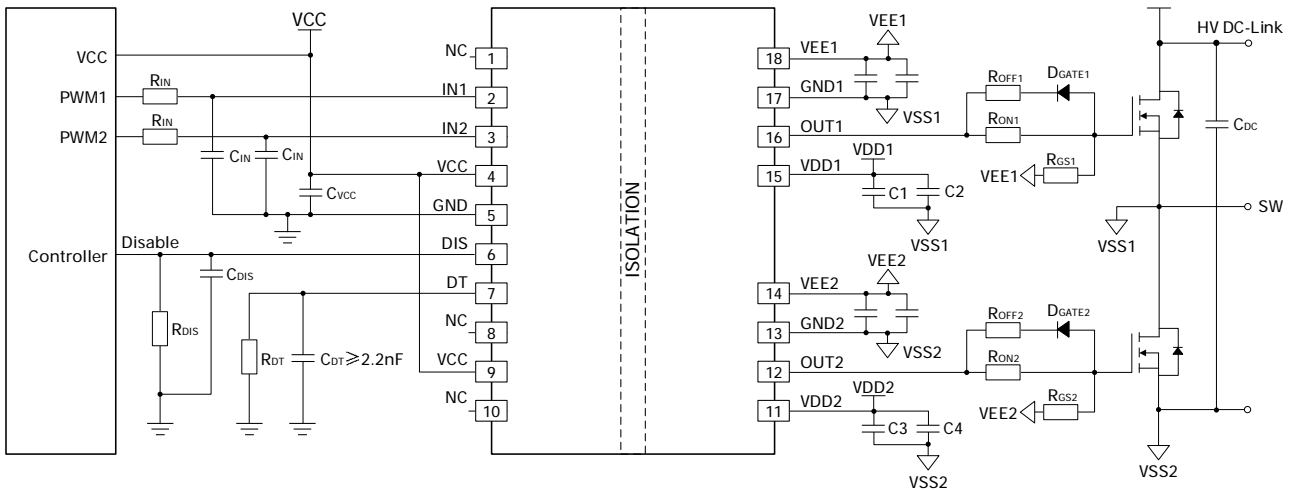 VCC
PWM1
PWM2
Controller
Disable
RIN
RIN
CIN
CIN
VCC
CVCC
CDIS
RDIS
RDT
CDT⩾2.2nF
NC
IN1
IN2
VCC
GND
DIS
DT
NC
VCC
NC
1
2
3
4
5
6
7
8
9
10
ISOLATION
18
17
16
15
14
13
12
11
VEE1
GND1
OUT1
VDD1
VEE2
GND2
OUT2
VDD2
VEE1
VSS1
VDD1
C1
C2
VSS1
VEE2
VSS2
VDD2
C3
C4
VSS2
ROFF1
DGATE1
RON1
RGS1
VEE1
VSS1
ROFF2
DGATE2
RON2
RGS2
VEE2
VSS2
HV DC-Link
CDC
SW